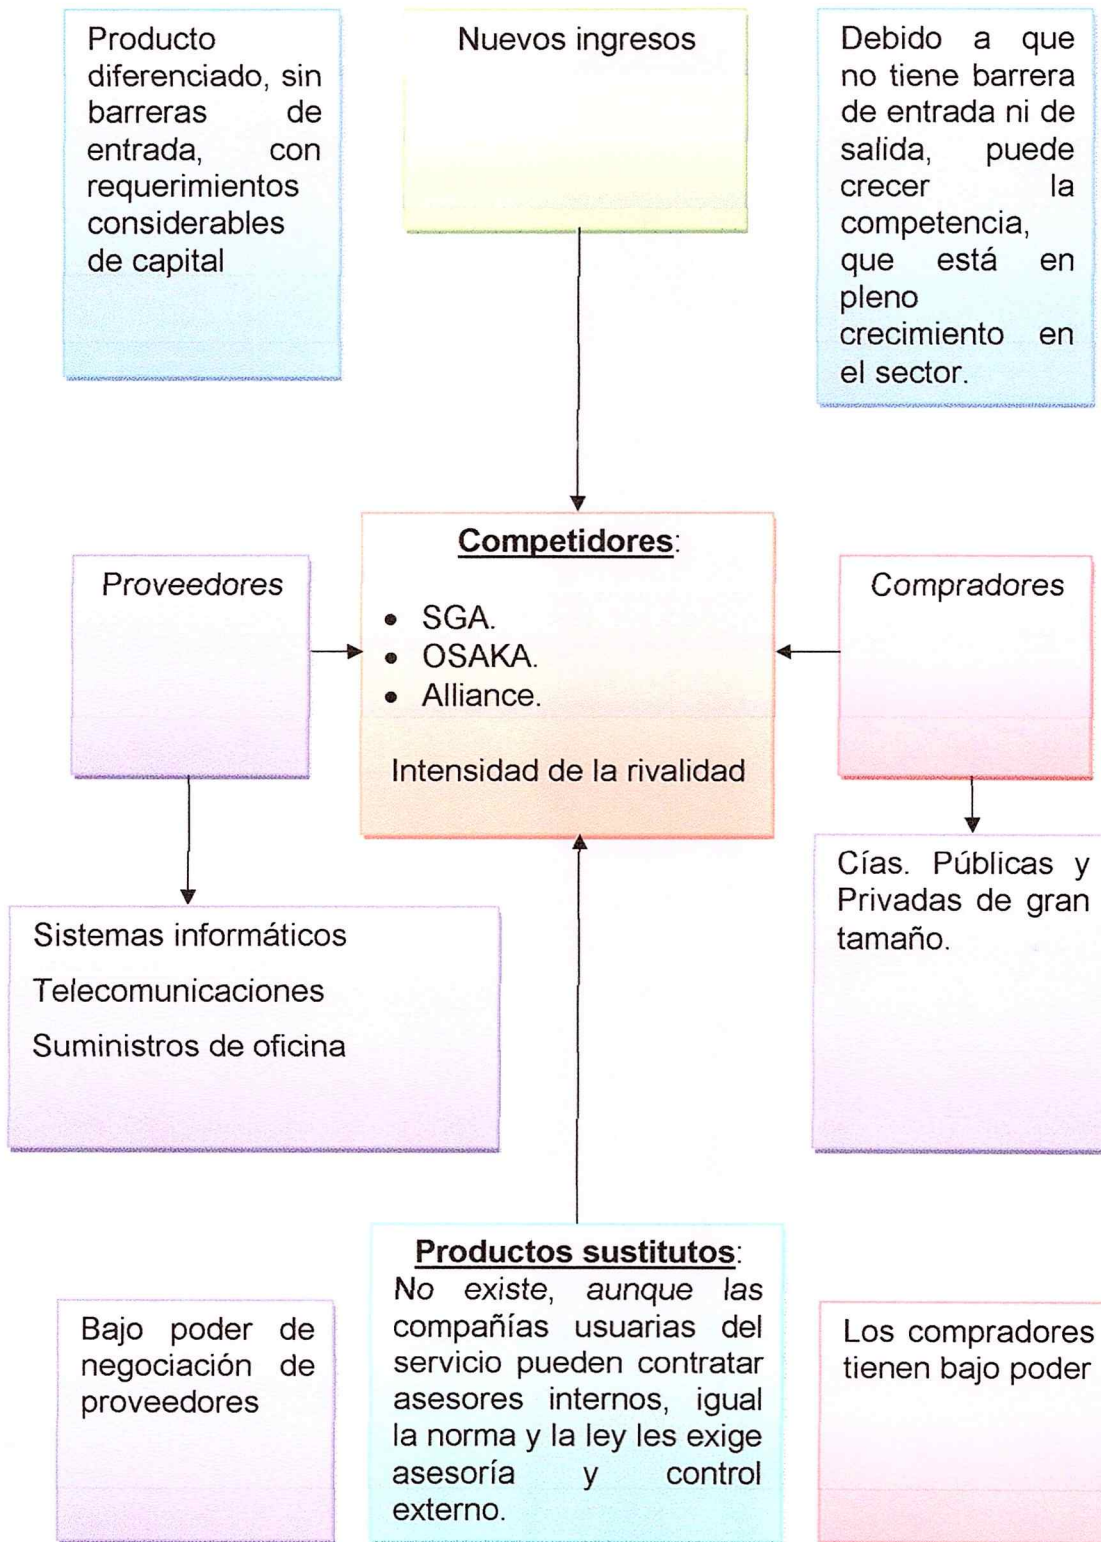 Producto
diferenciado, sin
barreras de
entrada, con
requerimientos
considerables
de capital
Nuevos ingresos
Debido a que
no tiene barrera
de entrada ni de
salida, puede
crecer la
competencia,
que está en
pleno
crecimiento en
el sector.
Proveedores
Competidores:
• SGA.
• OSAKA.
• Alliance.
Intensidad de la rivalidad
Compradores
Sistemas informáticos
Telecomunicaciones
Suministros de oficina
Cías. Públicas y
Privadas de gran
tamaño.
Bajo poder de
negociación de
proveedores
Productos sustitutos:
No existe, aunque las
compañías usuarias del
servicio pueden contratar
asesores internos, igual
la norma y la ley les exige
asesoría y control
externo.
Los compradores
tienen bajo poder